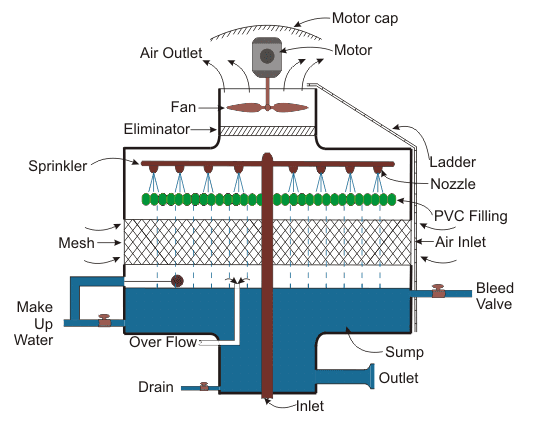 Motor cap
Air Outlet
Motor
Fan
Eliminator
Sprinkler
Ladder
Nozzle
PVC Filling
Mesh
Air Inlet
Bleed
Valve
Make
Up
Water
Over Flow
Sump
Drain
Outlet
Inlet